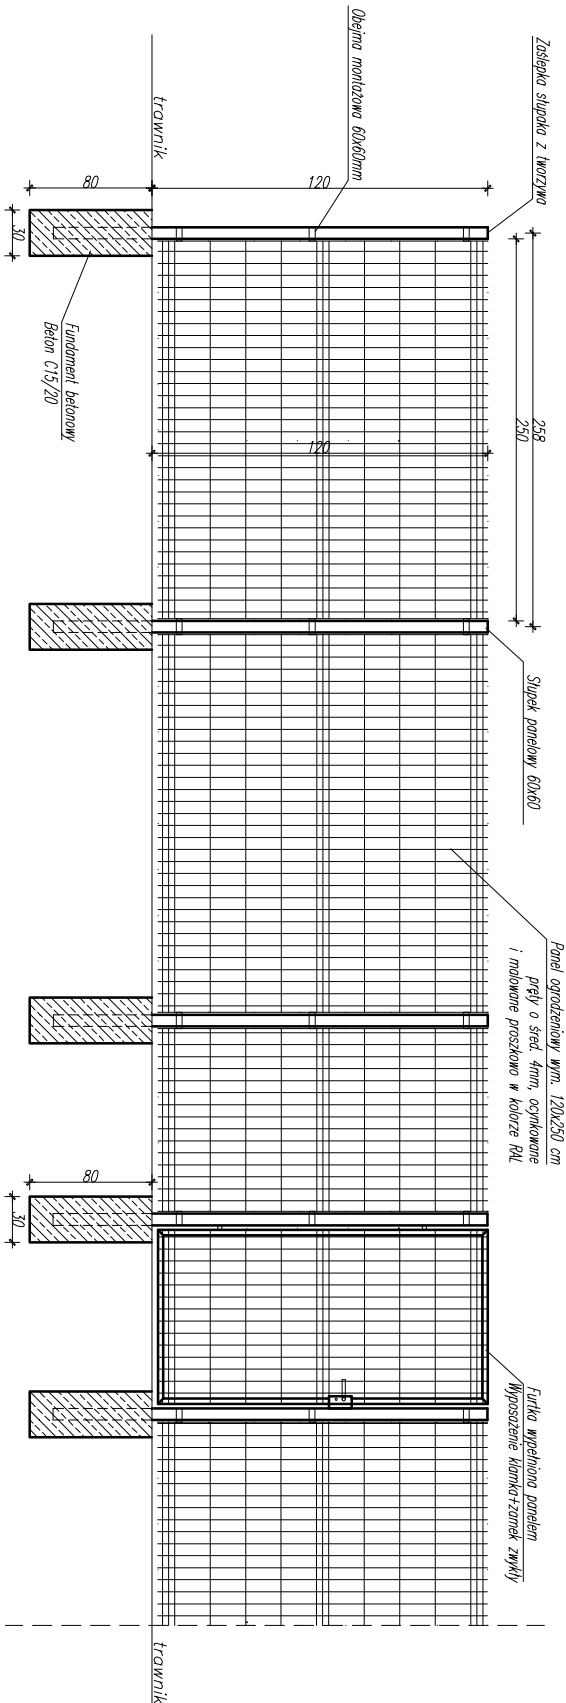 Zaślepka słupaka z tworzywa
Obejma montażowa 60x60mm
258
250
120
120
80
30
trawnik
Fundament betonowy
Beton C15/20
Słupek panelowy 60x60
Panel ogrodzeniowy wym. 120x250 cm
pręty o śred. 4mm, ocynkowane
i malowane proszkowo w kolorze RAL
80
30
Furtka wypełniona panelem
Wyposażenie klamka+zamek zwykły
trawnik